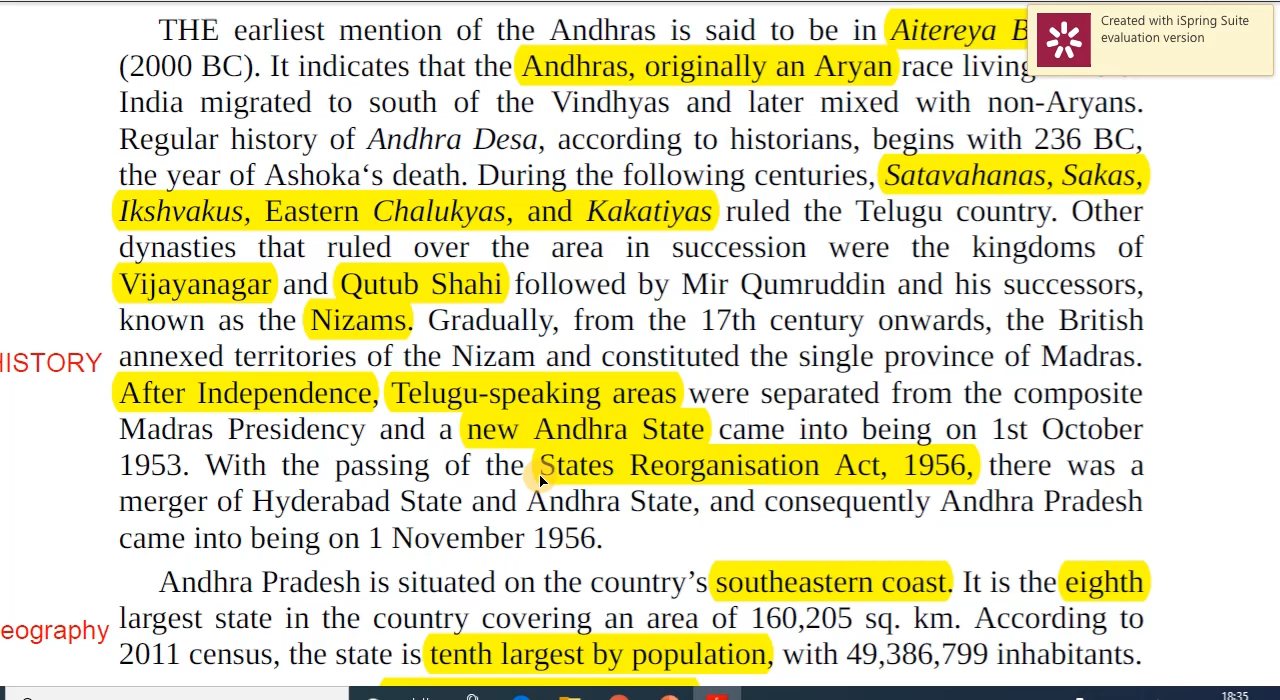 THE earliest mention of the Andhras is said to be in Aitereya B
(2000 BC). It indicates that the Andhras, originally an Aryan race living
India migrated to south of the Vindhyas and later mixed with non-Aryans.
Regular history of Andhra Desa, according to historians, begins with 236 BC,
the year of Ashoka‘s death. During the following centuries, Satavahanas, Sakas,
Ikshvakus, Eastern Chalukyas, and Kakatiyas ruled the Telugu country. Other
dynasties that ruled over the area in succession were the kingdoms of
Vijayanagar and Qutub Shahi followed by Mir Qumruddin and his successors,
known as the Nizams. Gradually, from the 17th century onwards, the British
annexed territories of the Nizam and constituted the single province of Madras.
After Independence, Telugu-speaking areas were separated from the composite
Madras Presidency and a new Andhra State came into being on 1st October
1953. With the passing of the States Reorganisation Act, 1956, there was a
merger of Hyderabad State and Andhra State, and consequently Andhra Pradesh
came into being on 1 November 1956.
Andhra Pradesh is situated on the country’s southeastern coast. It is the eighth
largest state in the country covering an area of 160,205 sq. km. According to
2011 census, the state is tenth largest by population, with 49,386,799 inhabitants.
HISTORY
eography
Created with iSpring Suite
evaluation version
18:35